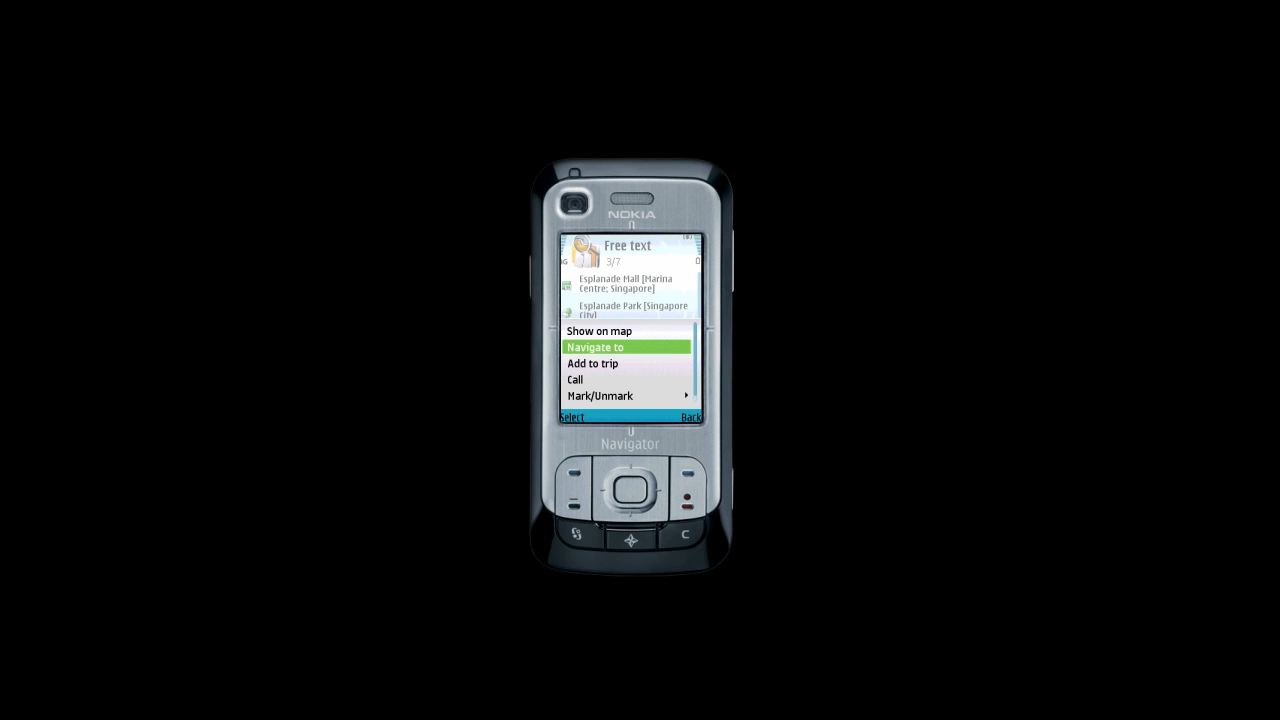 NOKIA
Free text
3/7
Esplanade Mall [Marina
Centre; Singapore]
Esplanade Park [Singapore
City]
Show on map
Navigate to
Add to trip
Call
Mark/Unmark
Select Back
Navigator
C